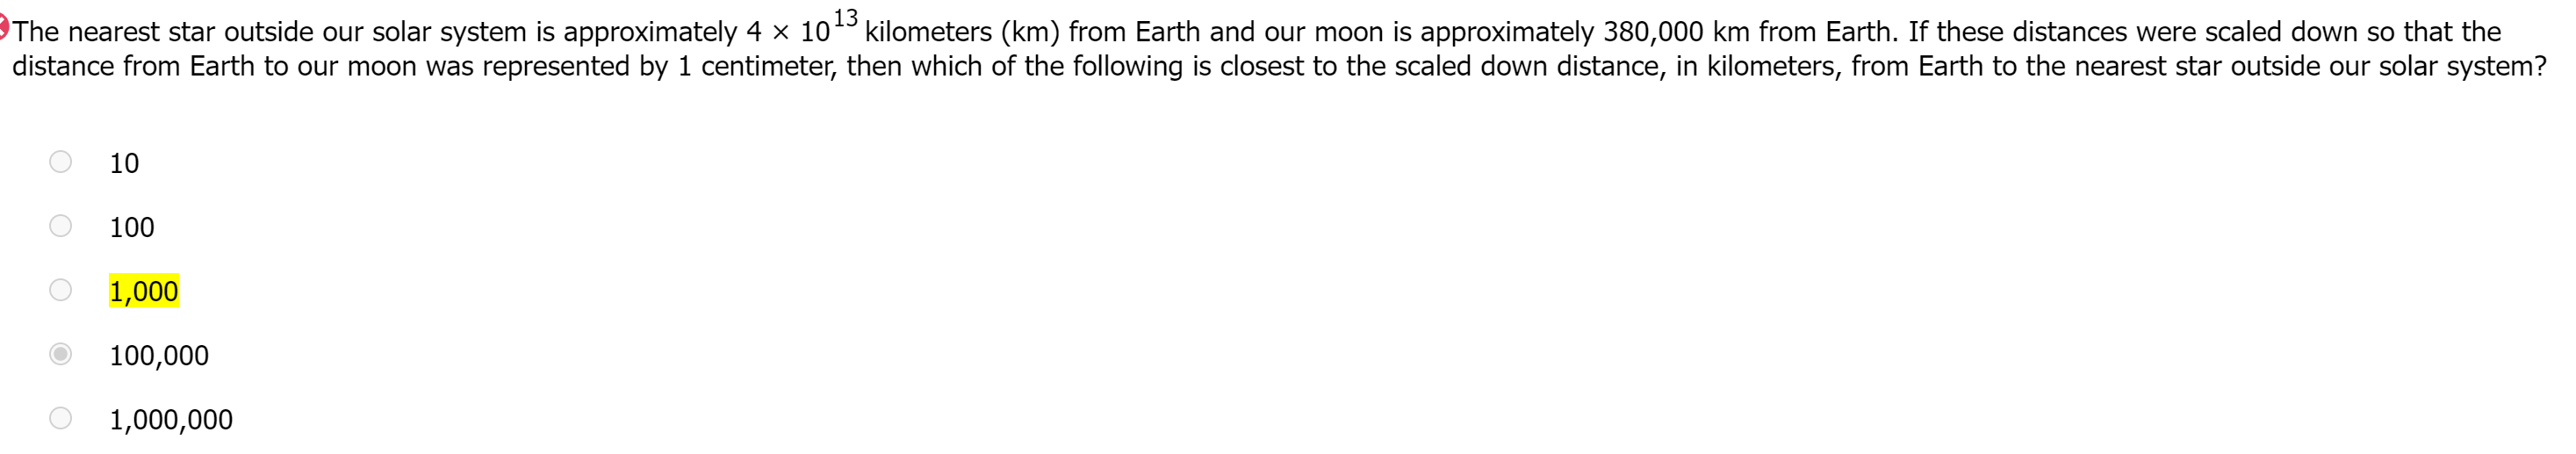 The nearest star outside our solar system is approximately 4 × 10¹³ kilometers (km) from Earth and our moon is approximately 380,000 km from Earth. If these distances were scaled down so that the
distance from Earth to our moon was represented by 1 centimeter, then which of the following is closest to the scaled down distance, in kilometers, from Earth to the nearest star outside our solar system?
10
100
1,000
100,000
1,000,000